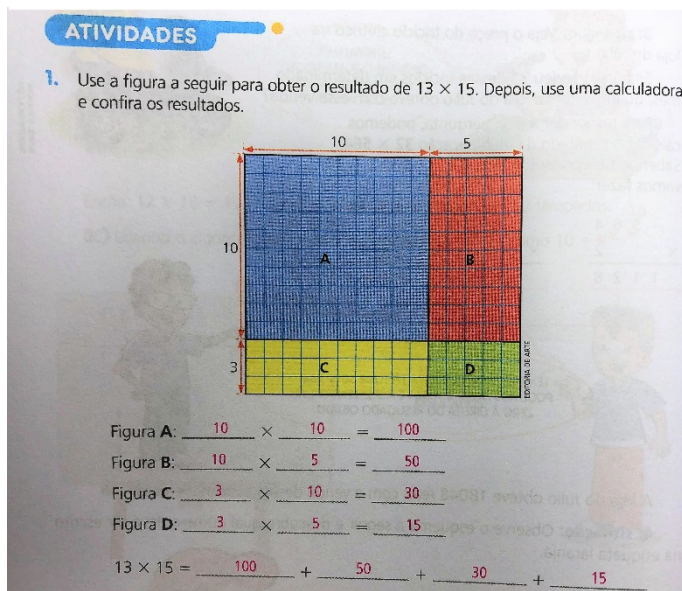 ATIVIDADES
1. Use a figura a seguir para obter o resultado de 13 × 15. Depois, use uma calculadora
e confira os resultados.
10 5
10
A B
3
C D
EDITORIA DE ARTE
Figura A: 10 × 10 = 100
Figura B: 10 × 5 = 50
Figura C: 3 × 10 = 30
Figura D: 3 × 5 = 15
13 × 15 = 100 + 50 + 30 + 15